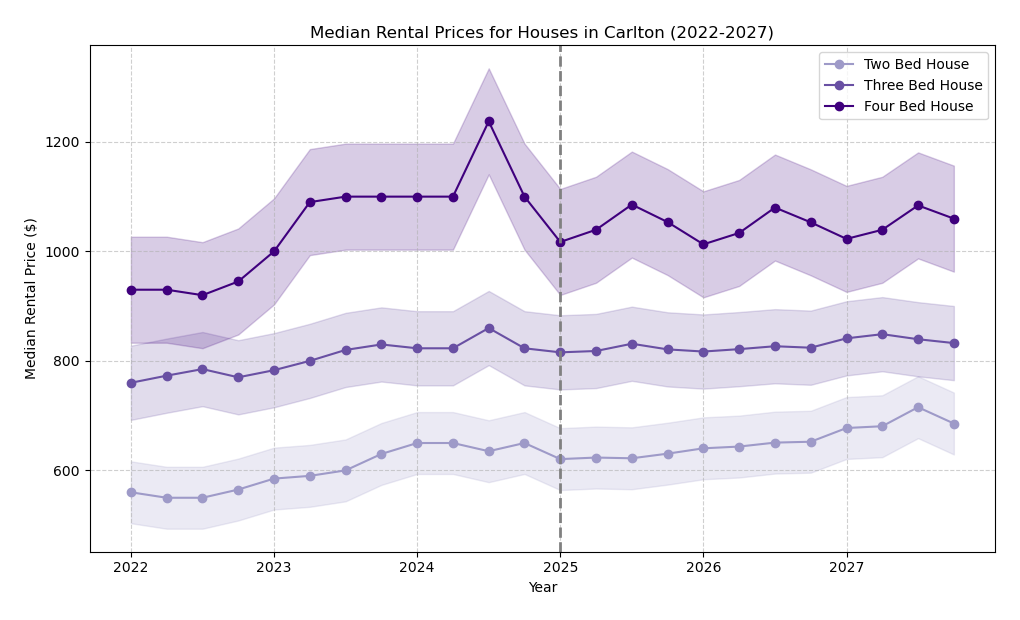 Median Rental Prices for Houses in Carlton (2022-2027)
Two Bed House
Three Bed House
Four Bed House
Median Rental Price ($)
1200
1000
800
600
2022 2023 2024 2025 2026 2027
Year